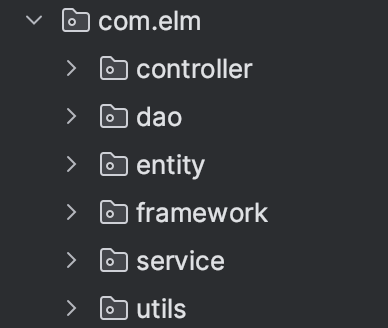 com.elm
controller
dao
entity
framework
service
utils